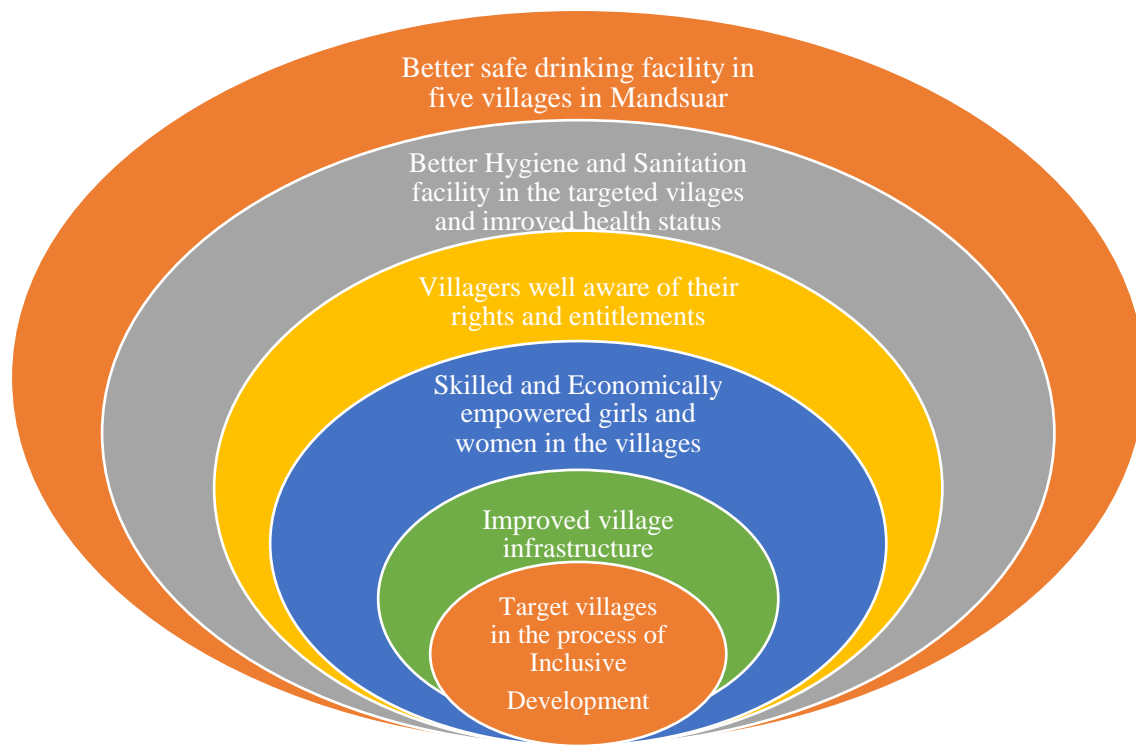 Better safe drinking facility in
five villages in Mandsuar
Better Hygiene and Sanitation
facility in the targeted vilages
and imroved health status
Villagers well aware of their
rights and entitlements
Skilled and Economically
empowered girls and
women in the villages
Improved village
infrastructure
Target villages
in the process of
Inclusive
Development